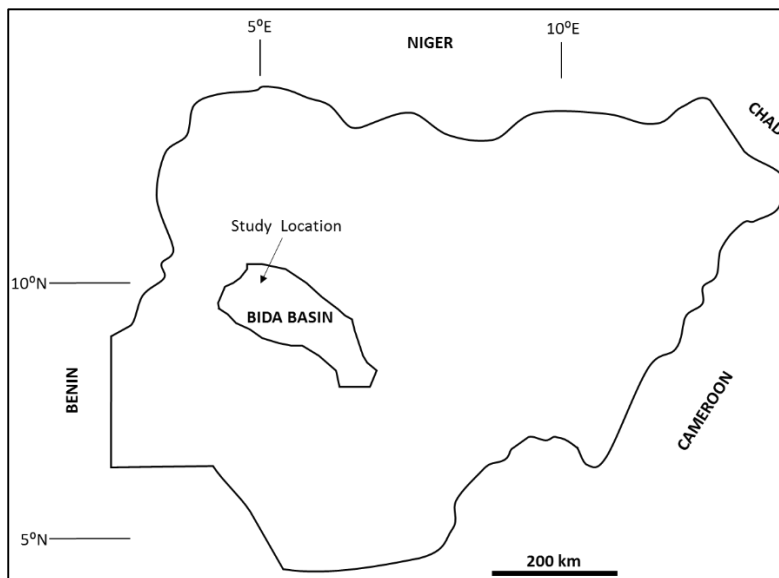 5⁰E
10⁰E
NIGER
CHAD
Study Location
10⁰N
BIDA BASIN
BENIN
CAMEROON
5⁰N
200 km